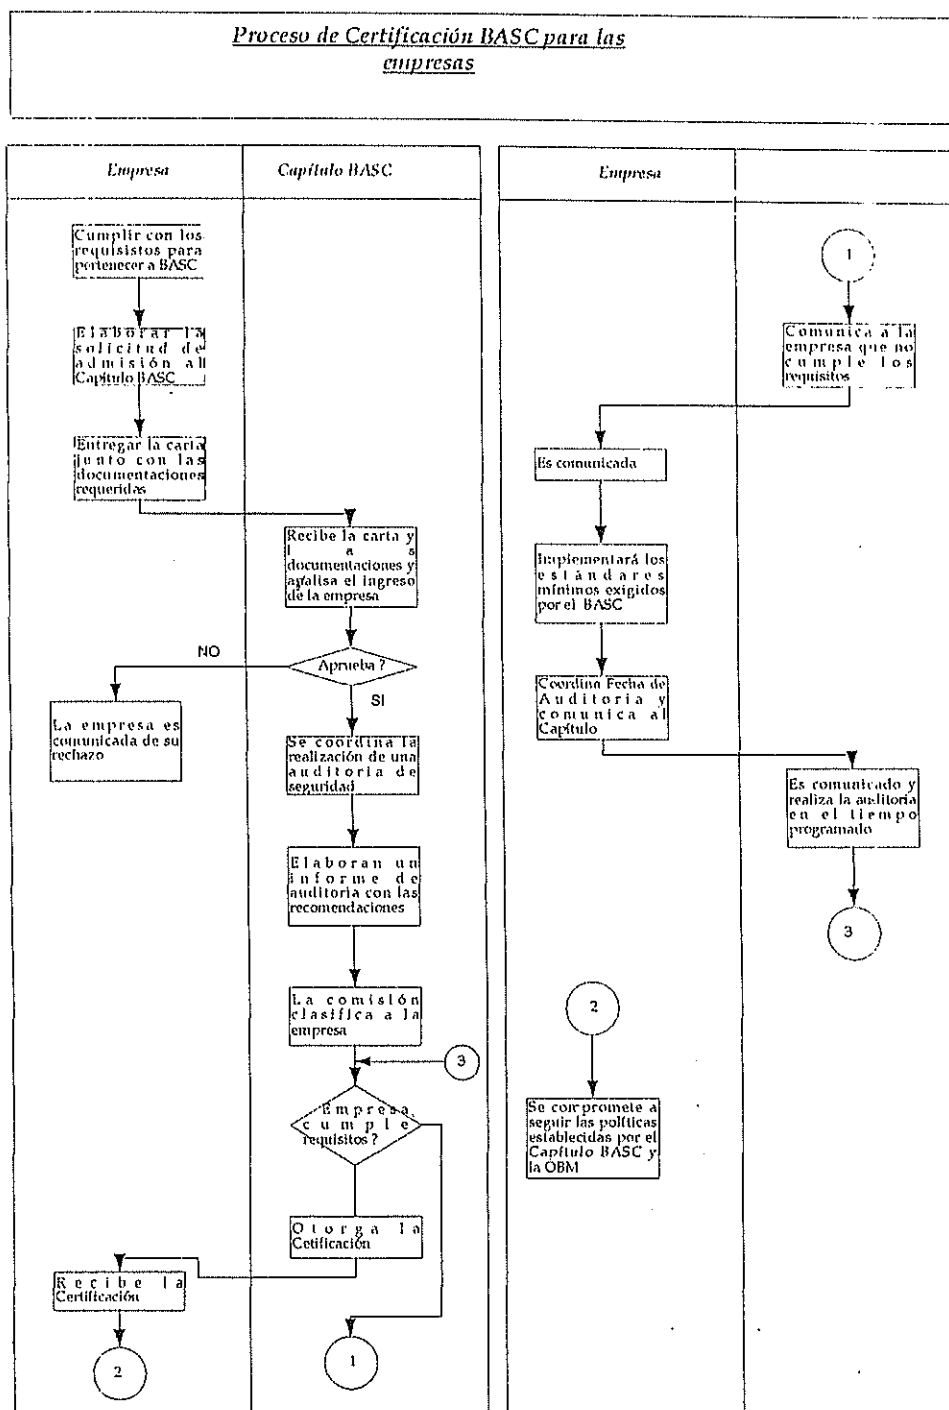 Proceso de Certificación BASC para las
empresas
Empresa
Capítulo BASC
Cumplir con los
requisistos para
pertenecer a BASC
Elaborar la
solicitud de
admisión al
Capítulo BASC
Entregar la carta
junto con las
documentaciones
requeridas
Recibe la carta y
las
documentaciones y
analisa el ingreso
de la empresa
Aprueba ?
NO
SI
La empresa es
comunicada de su
rechazo
Se coordina la
realización de una
auditoria de
seguridad
Elaboran un
informe de
auditoria con las
recomendaciones
La comisión
clasifica a la
empresa
3
Empresa
cumple
requisitos ?
Otorga la
Cetificación
Recibe la
Certificación
2
1
Empresa
1
Comunica a la
empresa que no
cumple los
requisitos
Es comunicada
Implementará los
estándares
mínimos exigidos
por el BASC
Coordina Fecha de
Auditoria y
comunica al
Capítulo
Es comunicado y
realiza la auditoria
en el tiempo
programado
3
2
Se compromete a
seguir las políticas
establecidas por el
Capítulo BASC y
la OBM